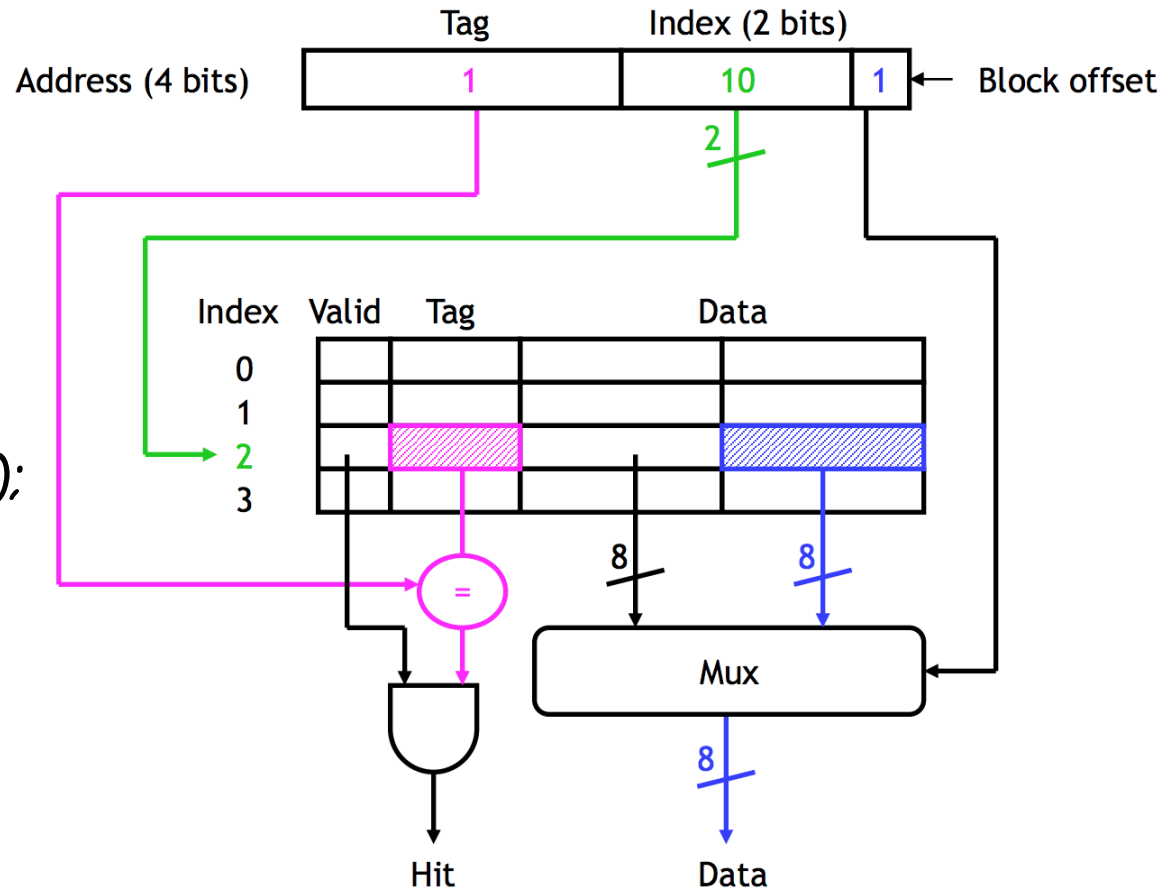 Tag Index (2 bits)
Address (4 bits) 1 10 1 Block offset
2
Index Valid Tag Data
0
1
2
);
3
8 8
=
Mux
8
Hit Data